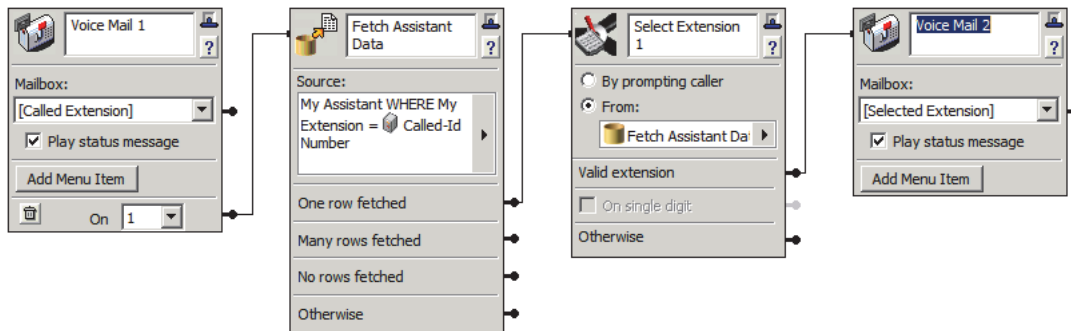 Voice Mail 1
?
Mailbox:
[Called Extension]
Play status message
Add Menu Item
On 1
Fetch Assistant
Data
?
Source:
My Assistant WHERE My
Extension = Called-Id
Number
One row fetched
Many rows fetched
No rows fetched
Otherwise
Select Extension
1
?
By prompting caller
From:
Fetch Assistant Da
Valid extension
On single digit
Otherwise
Voice Mail 2
?
Mailbox:
[Selected Extension]
Play status message
Add Menu Item